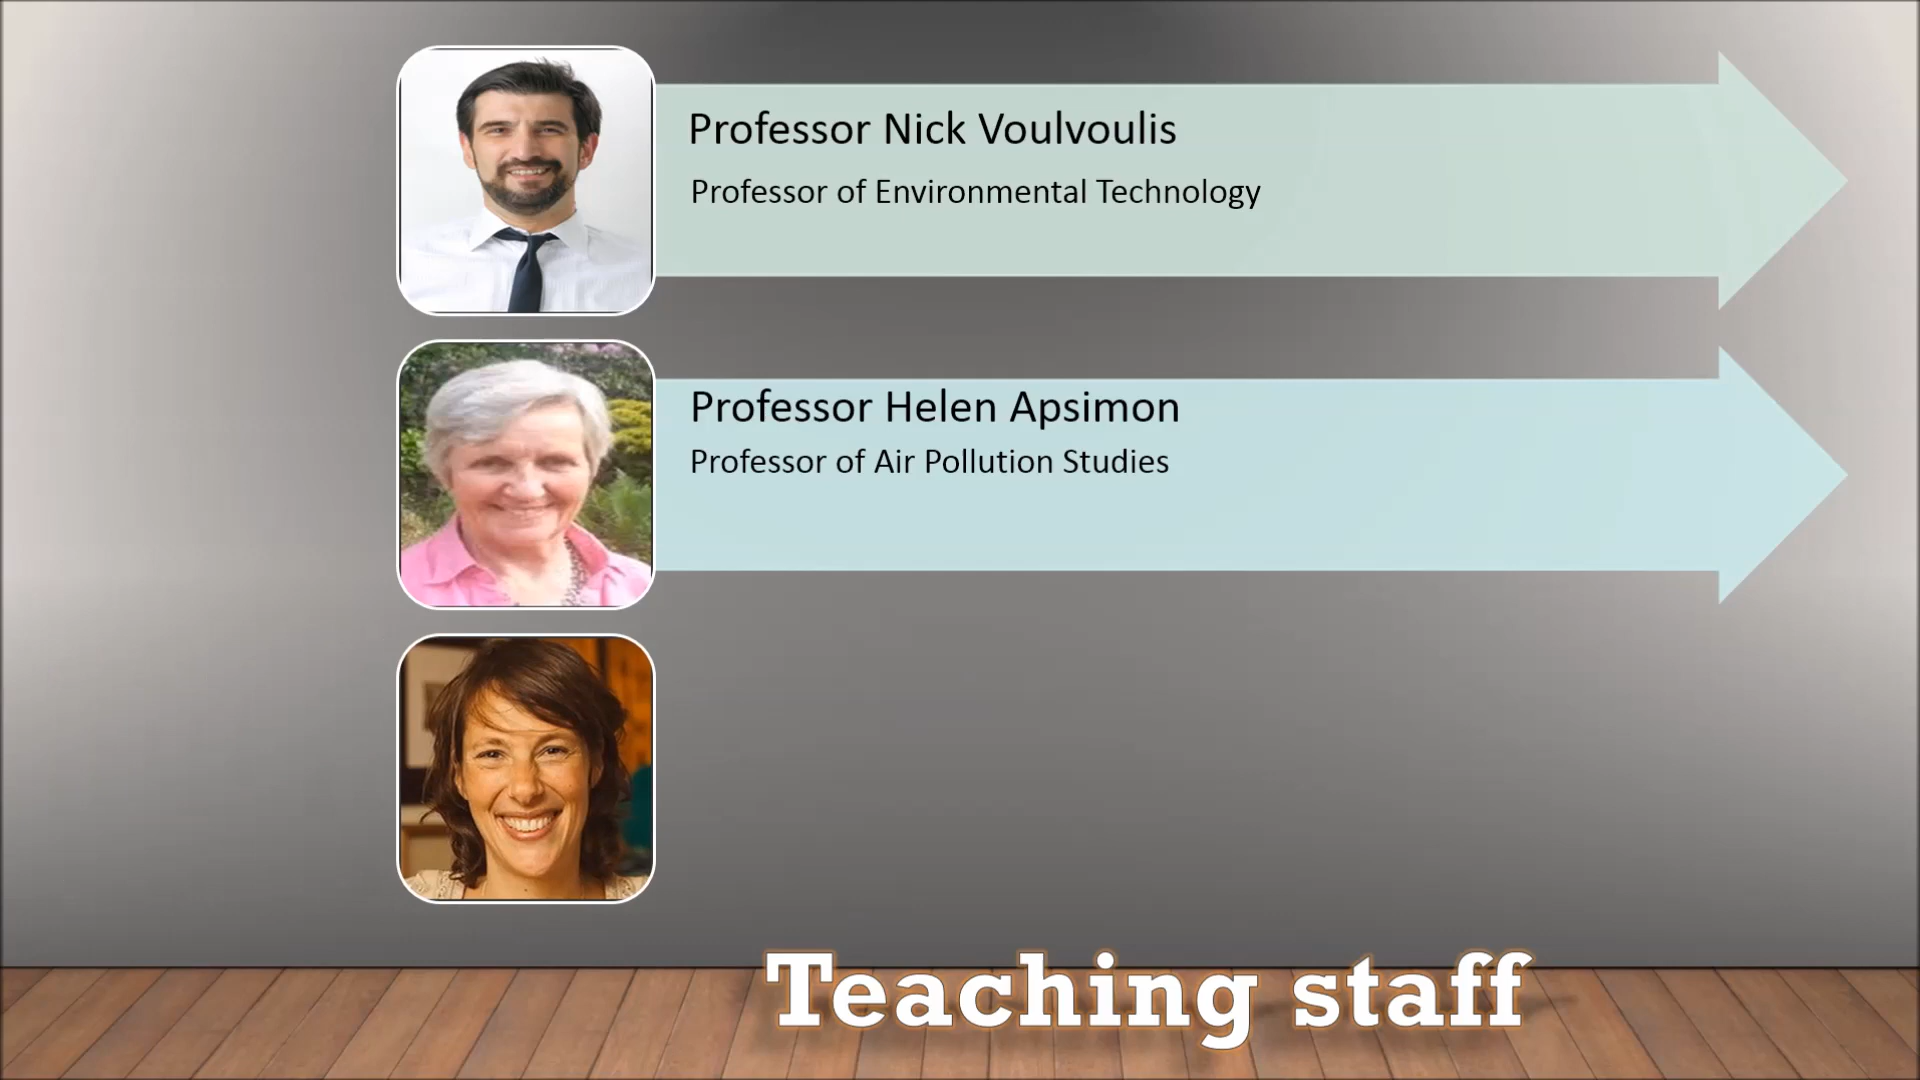 Professor Nick Voulvoulis
Professor of Environmental Technology
Professor Helen Apsimon
Professor of Air Pollution Studies
Teaching staff